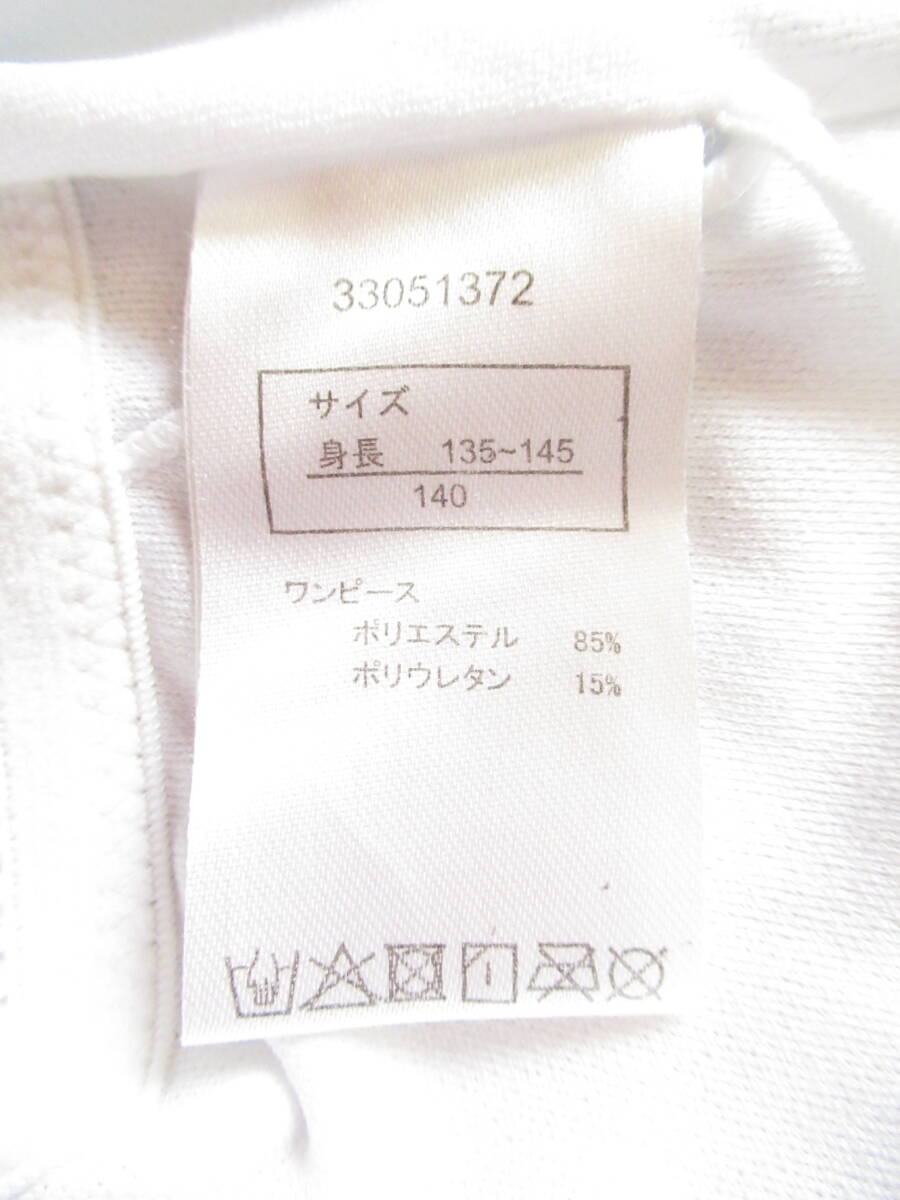 33051372
サイズ
身長 135~145
140
ワンピース
ポリエステル 85%
ポリウレタン 15%